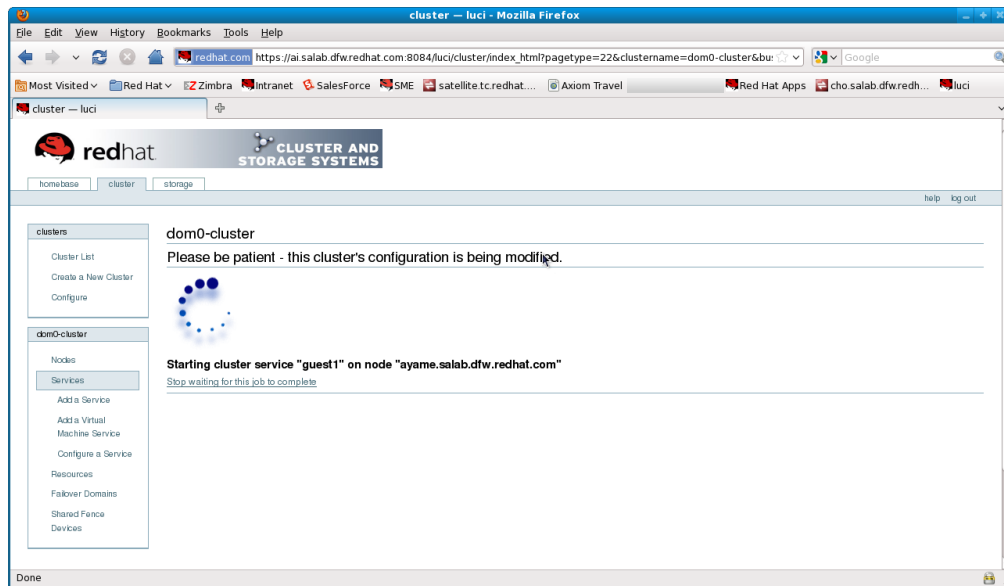 cluster — luci - Mozilla Firefox
File Edit View History Bookmarks Tools Help
redhat.com https://ai.salab.dfw.redhat.com:8084/luci/cluster/index_html?pagetype=22&clustername=dom0-cluster&bu: Google
Most Visited Red Hat Zimbra Intranet SalesForce SME satellite.tc.redhat.... Axiom Travel Red Hat Apps cho.salab.dfw.redh... luci
cluster — luci
redhat. CLUSTER AND
STORAGE SYSTEMS
homebase cluster storage
help log out
clusters
Cluster List
Create a New Cluster
Configure
dom0-cluster
Nodes
Services
Add a Service
Add a Virtual
Machine Service
Configure a Service
Resources
Failover Domains
Shared Fence
Devices
dom0-cluster
Please be patient - this cluster's configuration is being modified.
Starting cluster service "guest1" on node "ayame.salab.dfw.redhat.com"
Stop waiting for this job to complete
Done